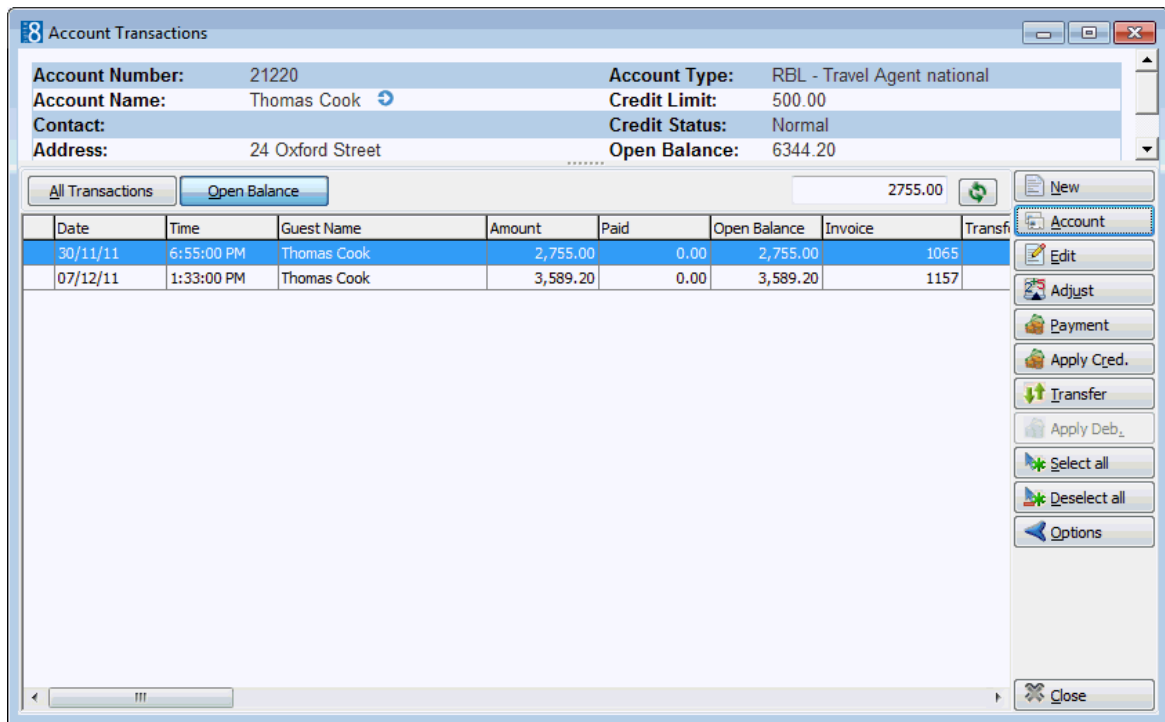 8 Account Transactions
Account Number: 21220 Account Type: RBL - Travel Agent national
Account Name: Thomas Cook Credit Limit: 500.00
Contact: Credit Status: Normal
Address: 24 Oxford Street Open Balance: 6344.20
All Transactions Open Balance 2755.00 New
Date Time Guest Name Amount Paid Open Balance Invoice Transf Account
30/11/11 6:55:00 PM Thomas Cook 2,755.00 0.00 2,755.00 1065 Edit
07/12/11 1:33:00 PM Thomas Cook 3,589.20 0.00 3,589.20 1157
Adjust
Payment
Apply Cred.
Transfer
Apply Deb.
Select all
Deselect all
Options
Close